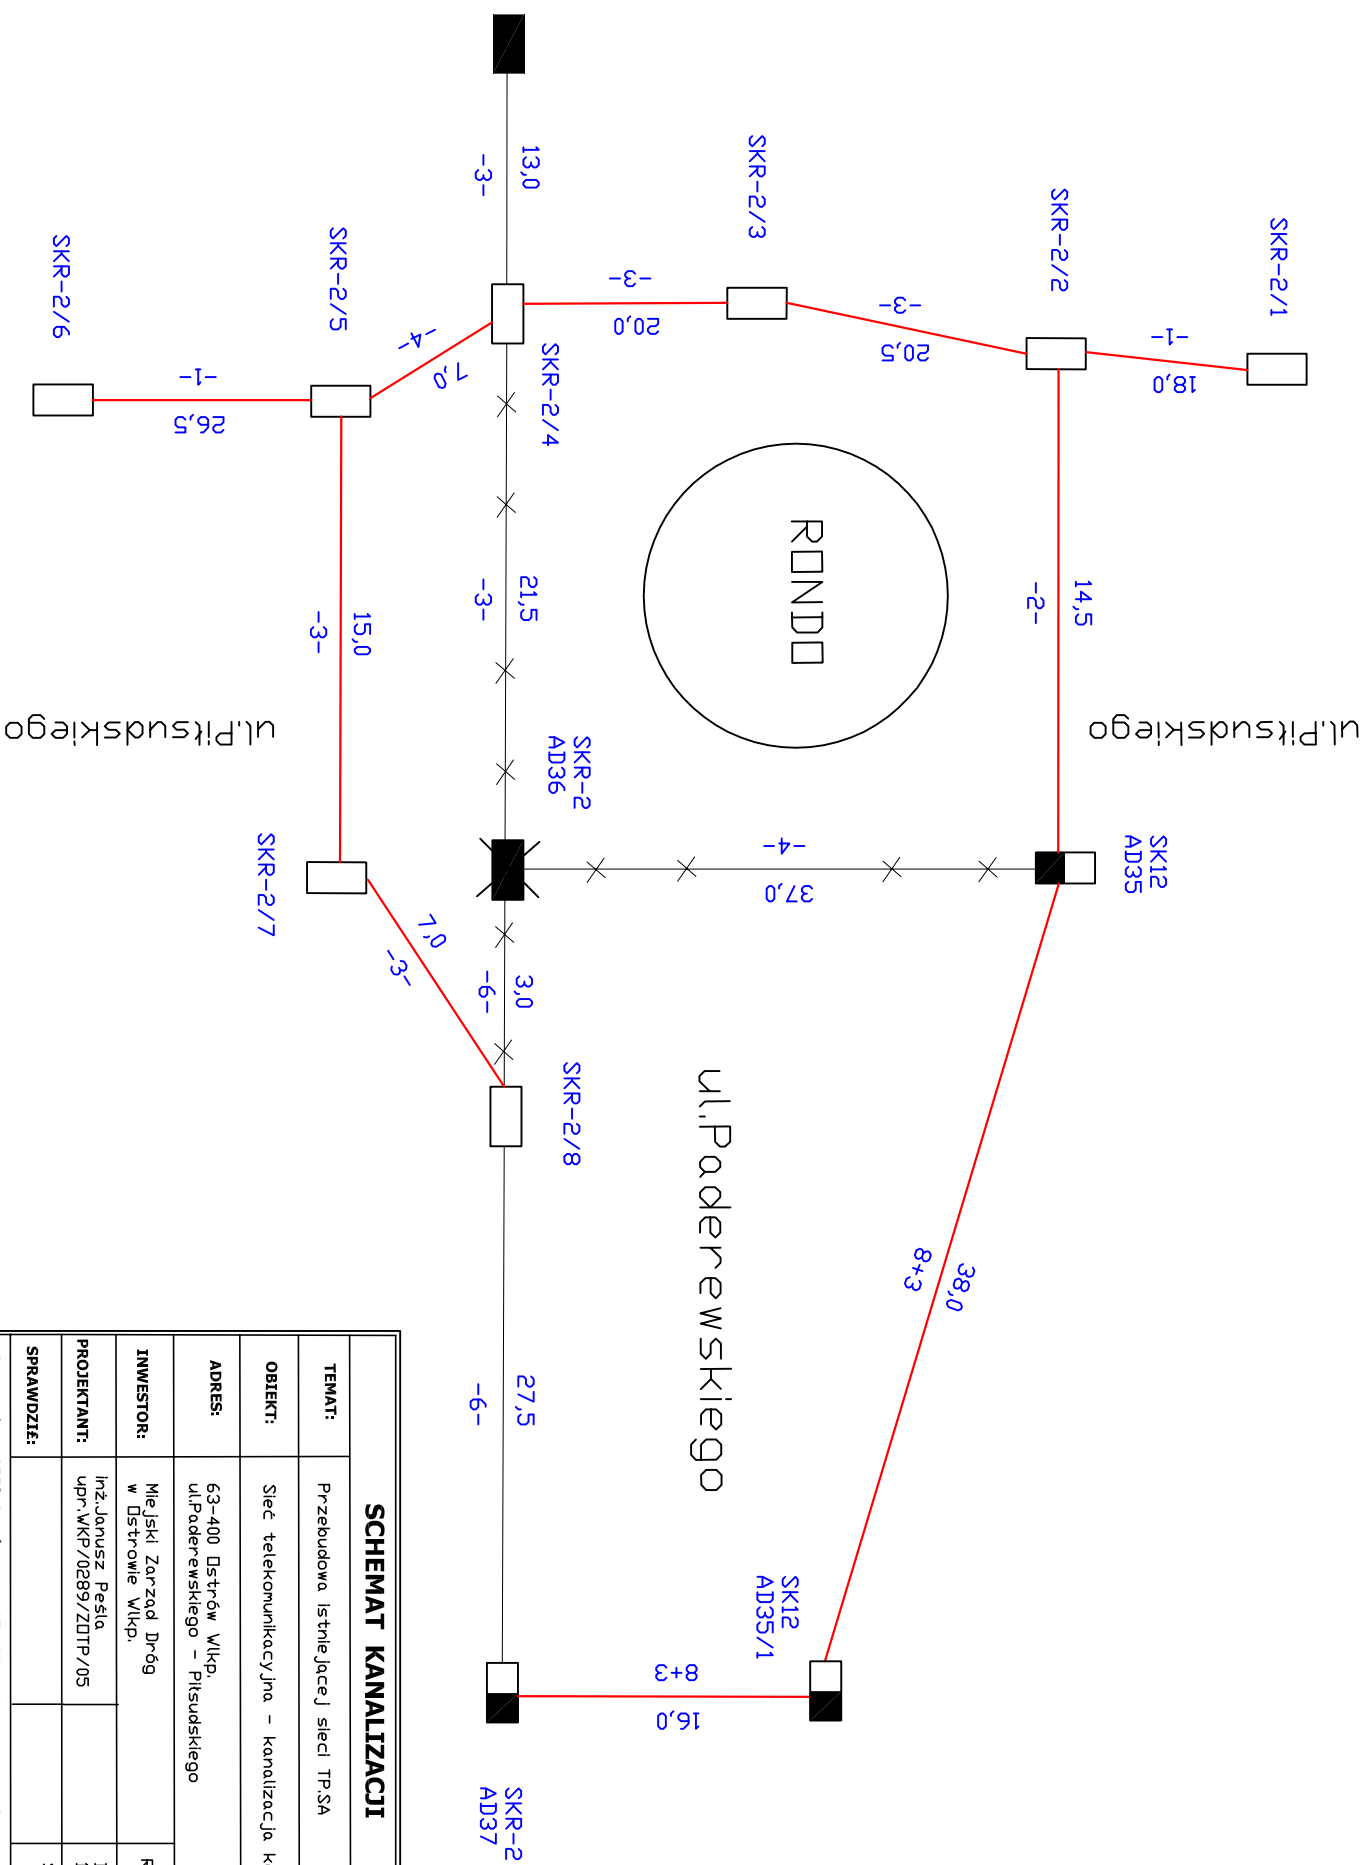 13,0
-3-
SKR-2/3
SKR-2/2
SKR-2/1
SKR-2/6
SKR-2/5
-3-
20,0
-3-
20,5
-1-
18,0
-4-
7,0
SKR-2/4
-1-
26,5
RONDO
21,5
-3-
14,5
-2-
15,0
-3-
ul.Piłsudskiego
ul.Piłsudskiego
SKR-2
AD36
SKR-2/7
-4-
37,0
SK12
AD35
7,0
-3-
3,0
-6-
SKR-2/8
ul.Paderewskiego
38,0
8+3
27,5
-6-
SK12
AD35/1
8+3
16,0
SKR-2
AD37
SCHEMAT KANALIZACJI
TEMAT:
Przebudowa istniejącej sieci TP.SA
OBIEKT:
Sieć telekomunikacyjna - kanalizacja
ADRES:
63-400 Ostrów Wlkp.
ul.Paderewskiego - Piłsudskiego
INWESTOR:
Miejski Zarząd Dróg
w Ostrowie Wlkp.
PROJEKTANT:
inż.Janusz Peśla
upr.WKP/0289/ZOTP/05
SPRAWDZI£: